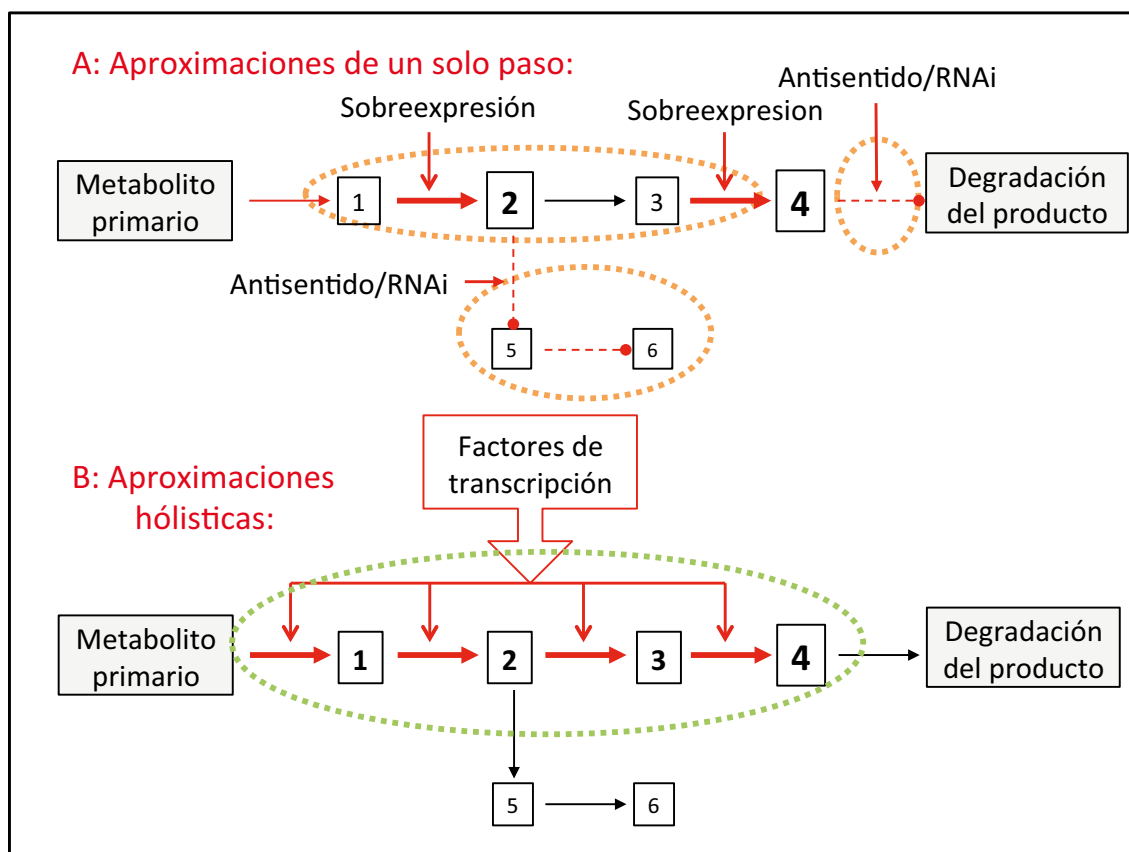 A: Aproximaciones de un solo paso:
Antisentido/RNAi
Sobreexpresión
Sobreexpresion
Metabolito
primario
1
2
3
4
Degradación
del producto
Antisentido/RNAi
5
6
Factores de
transcripción
B: Aproximaciones
hólisticas:
Metabolito
primario
1
2
3
4
Degradación
del producto
5
6